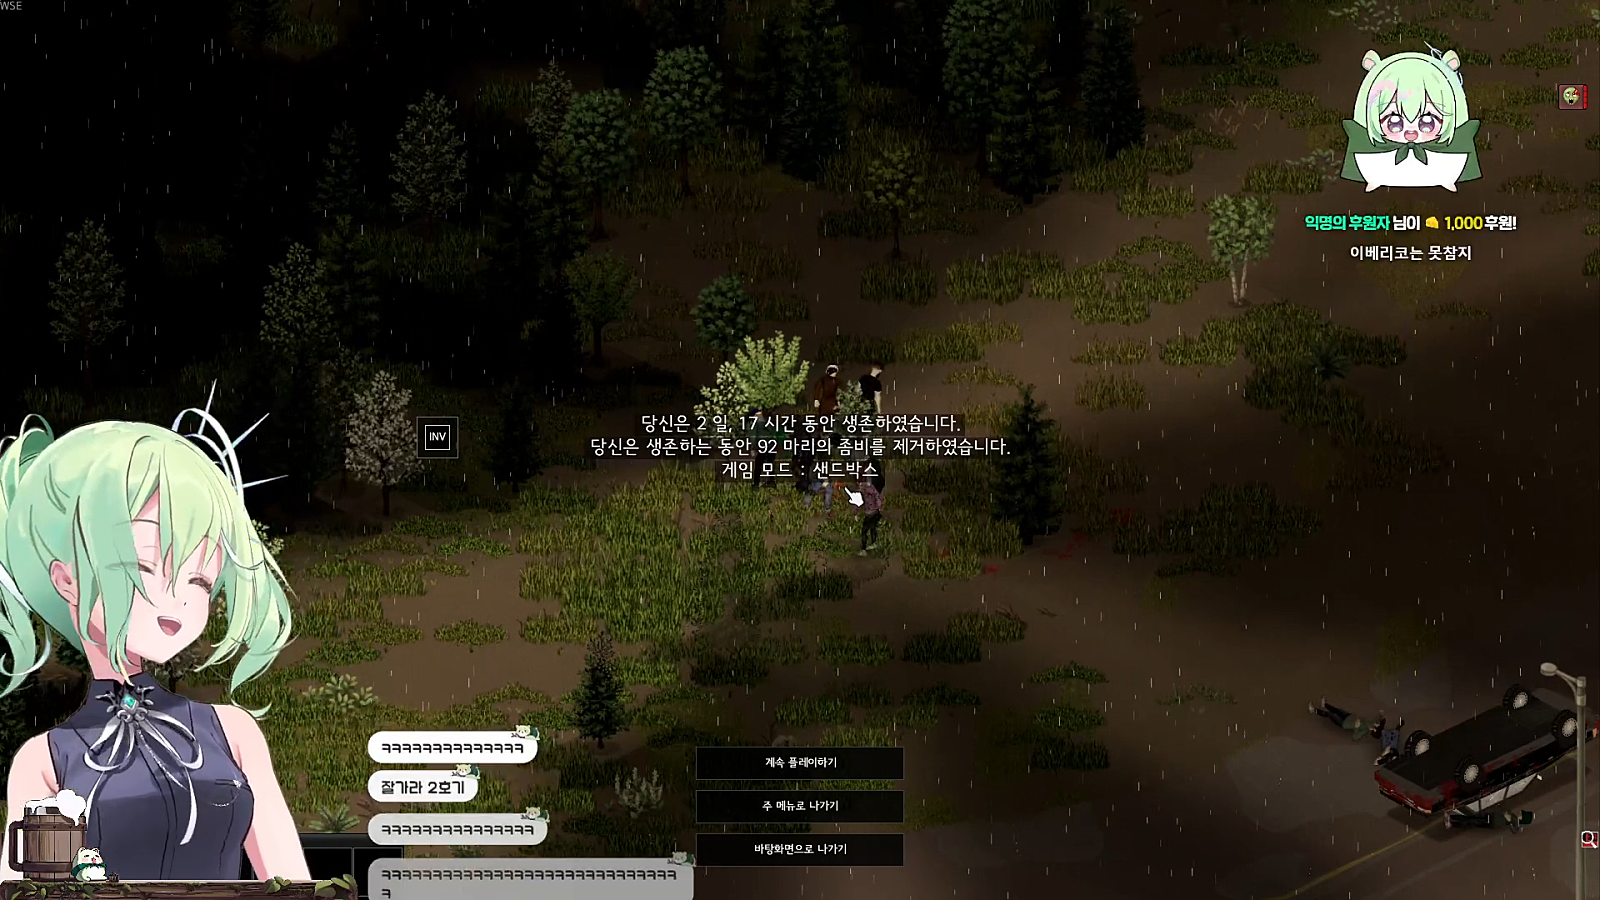 WSE
익명의 후원자 님이 1,000 후원!
이베리코는 못참지
INV
당신은 2 일, 17 시간 동안 생존하였습니다.
당신은 생존하는 동안 92 마리의 좀비를 제거하였습니다.
게임 모드 : 샌드박스
ㅋㅋㅋㅋㅋㅋㅋㅋㅋㅋㅋㅋㅋㅋ
잘가라 2호기
ㅋㅋㅋㅋㅋㅋㅋㅋㅋㅋㅋㅋㅋㅋㅋ
ㅋㅋㅋㅋㅋㅋㅋㅋㅋㅋㅋㅋㅋㅋㅋㅋㅋㅋㅋㅋㅋㅋㅋㅋㅋㅋㅋㅋㅋ
ㅋ
계속 플레이하기
주 메뉴로 나가기
바탕화면으로 나가기